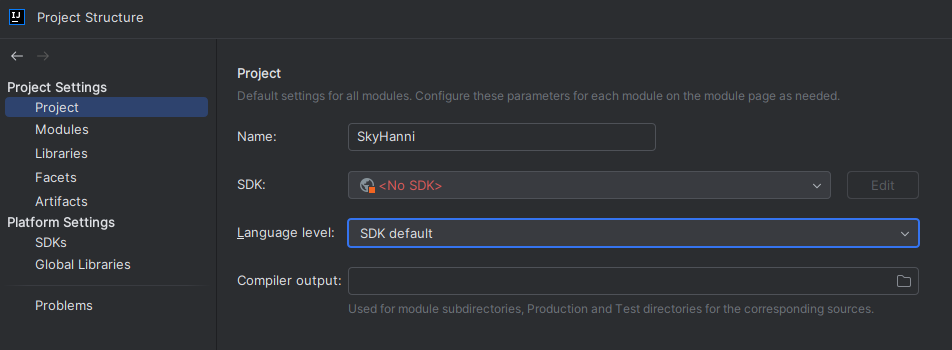 IJ
Project Structure
Project Settings
Project
Modules
Libraries
Facets
Artifacts
Platform Settings
SDKs
Global Libraries
Problems
Project
Default settings for all modules. Configure these parameters for each module on the module page as needed.
Name: SkyHanni
SDK: <No SDK> Edit
Language level: SDK default
Compiler output:
Used for module subdirectories, Production and Test directories for the corresponding sources.